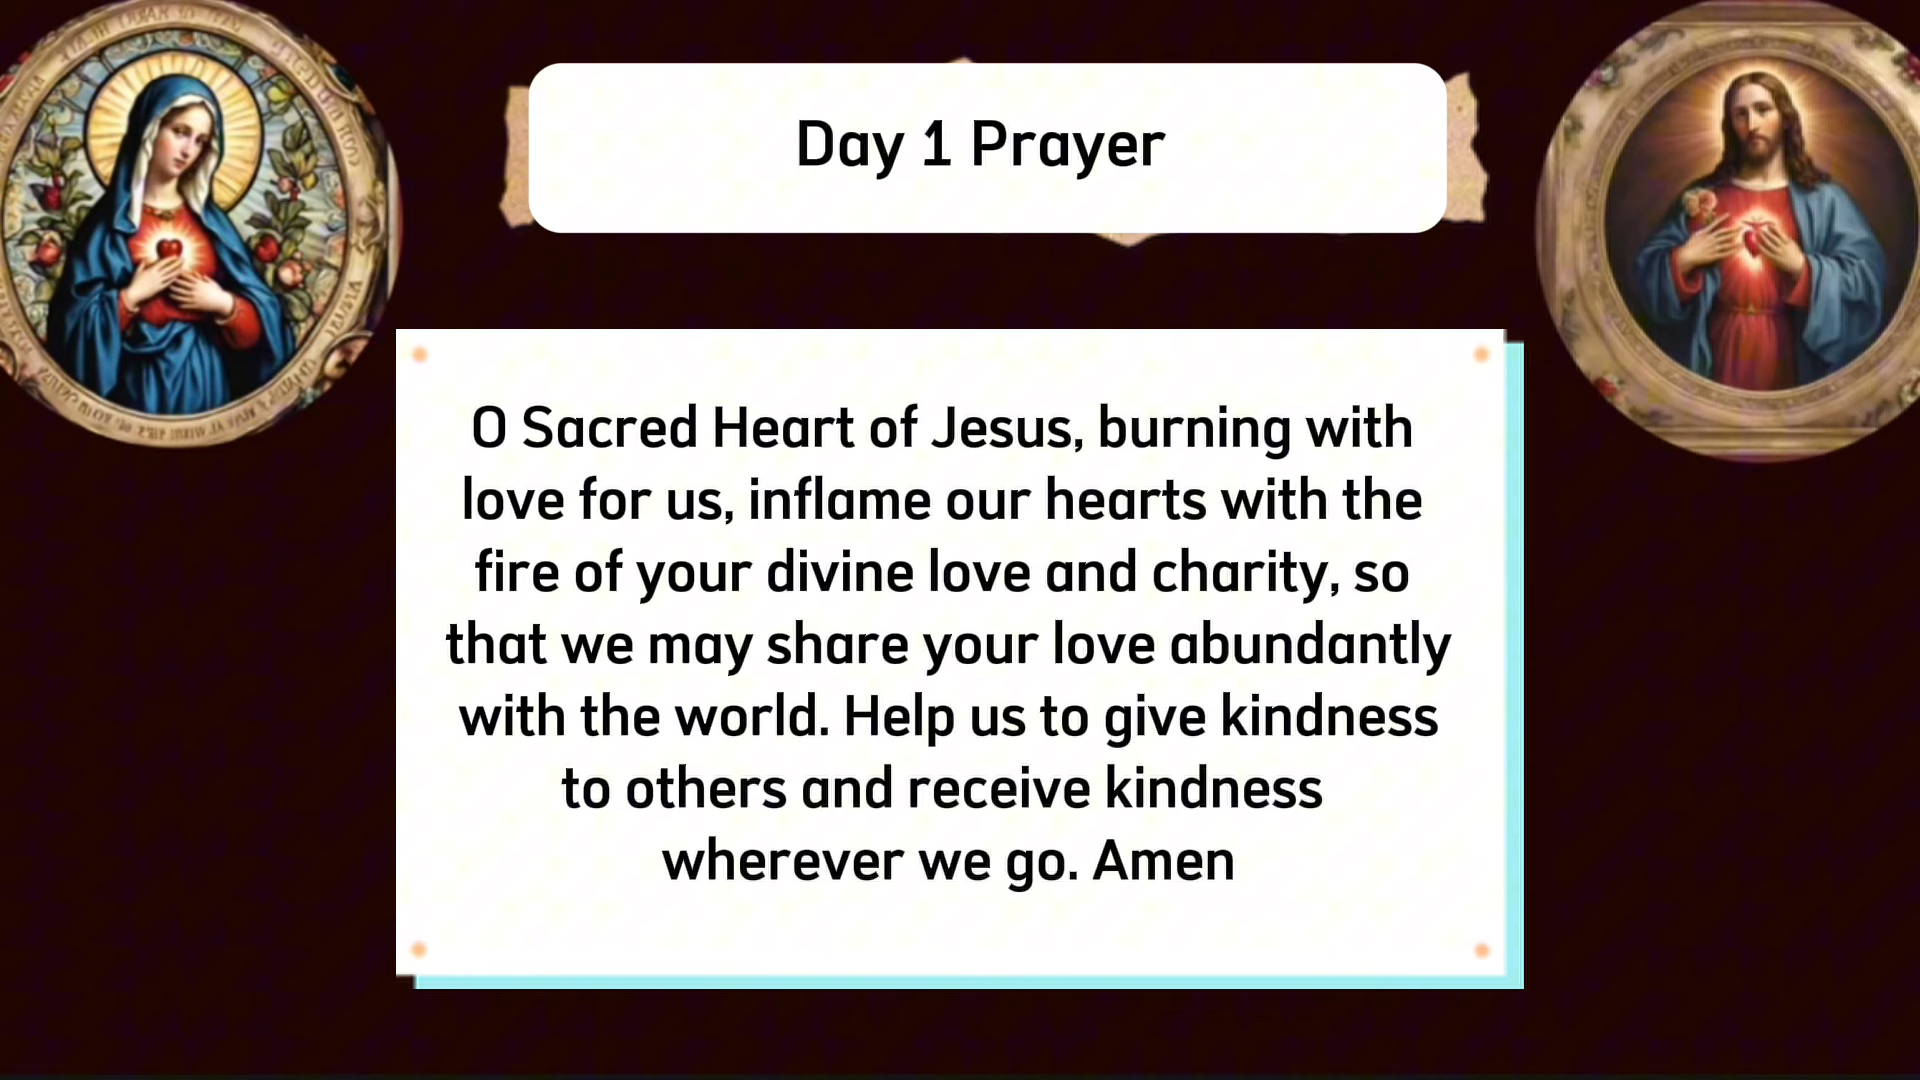 Day 1 Prayer
O Sacred Heart of Jesus, burning with
love for us, inflame our hearts with the
fire of your divine love and charity, so
that we may share your love abundantly
with the world. Help us to give kindness
to others and receive kindness
wherever we go. Amen